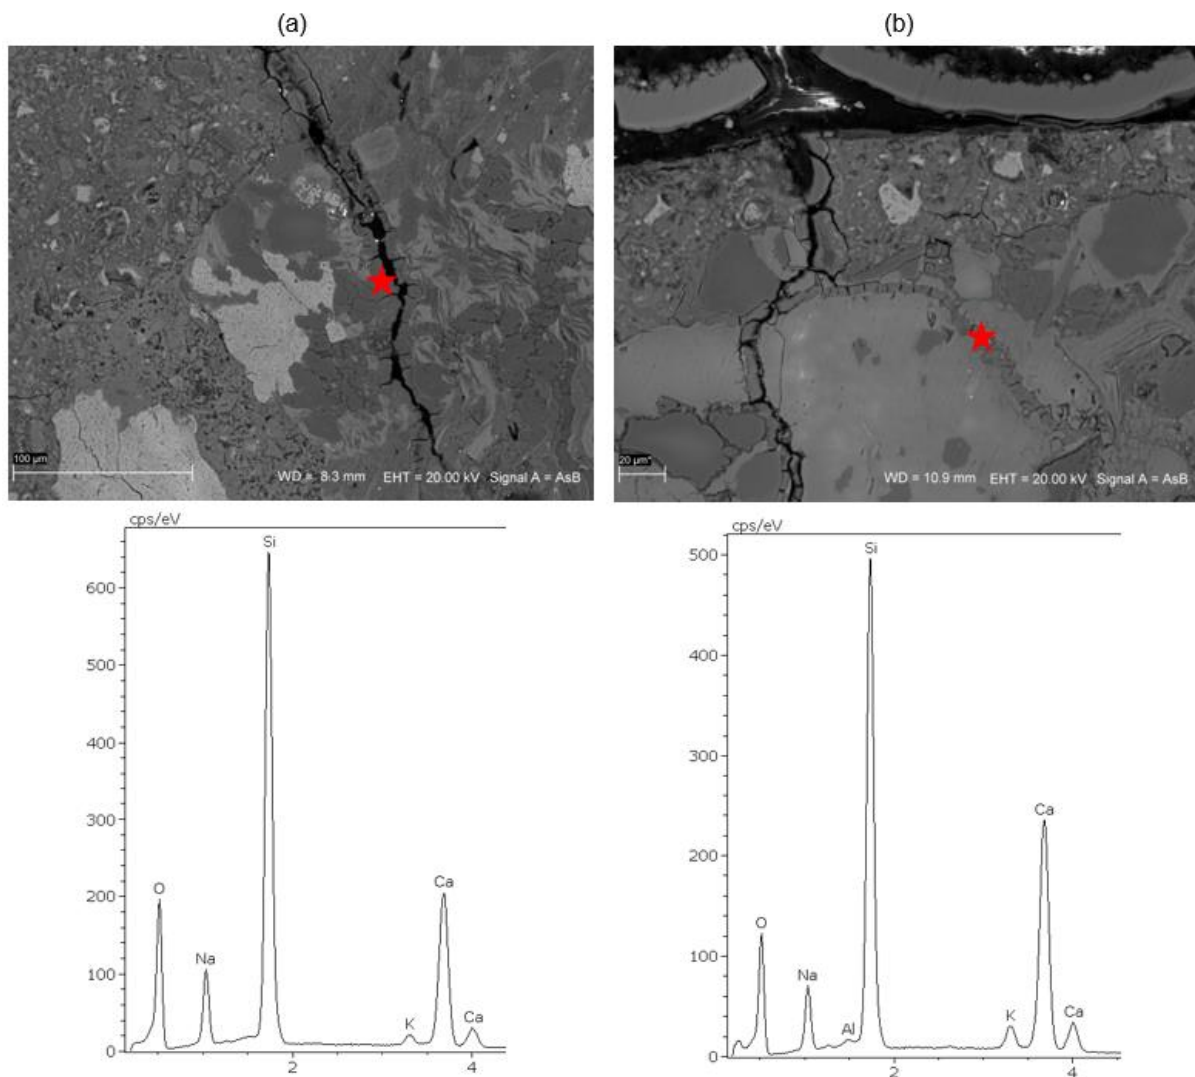 (a)
(b)
100 µm
WD = 8.3 mm EHT = 20.00 kV Signal A = AsB
20 µm
WD = 10.9 mm EHT = 20.00 kV Signal A = AsB
cps/eV
Si
600
500
400
300
200
100
0
O
Na
K
Ca
Ca
2
4
cps/eV
Si
500
400
300
200
100
0
O
Na
Al
K
Ca
Ca
2
4